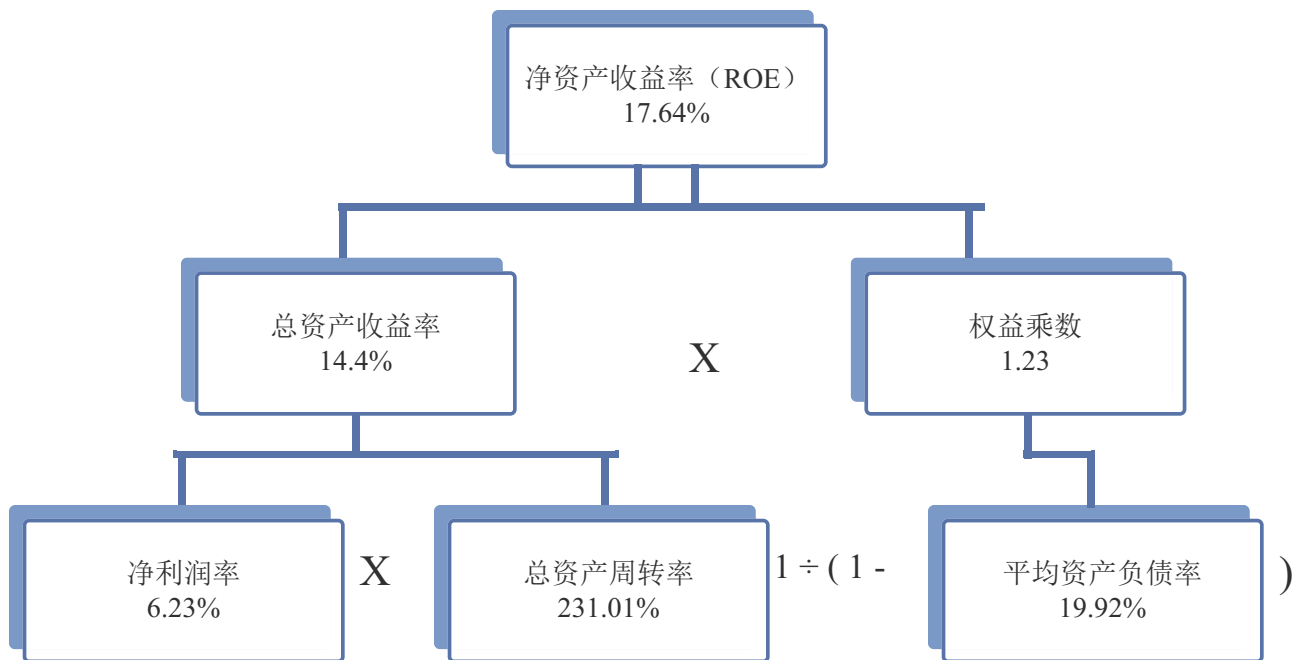 净资产收益率（ROE）
17.64%
总资产收益率
14.4%
X
权益乘数
1.23
净利润率
6.23%
X
总资产周转率
231.01%
1 ÷ ( 1 -
平均资产负债率
19.92%
)